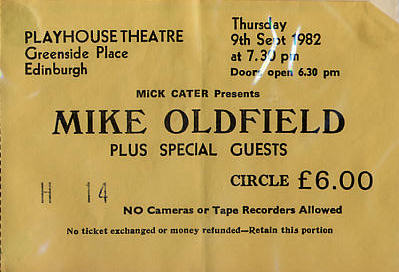 PLAYHOUSE THEATRE
Greenside Place
Edinburgh
Thursday
9th Sept 1982
at 7.30 pm
Doors open 6.30 pm
MICK CATER Presents
MIKE OLDFIELD
PLUS SPECIAL GUESTS
CIRCLE £6.00
H 14
NO Cameras or Tape Recorders Allowed
No ticket exchanged or money refunded—Retain this portion